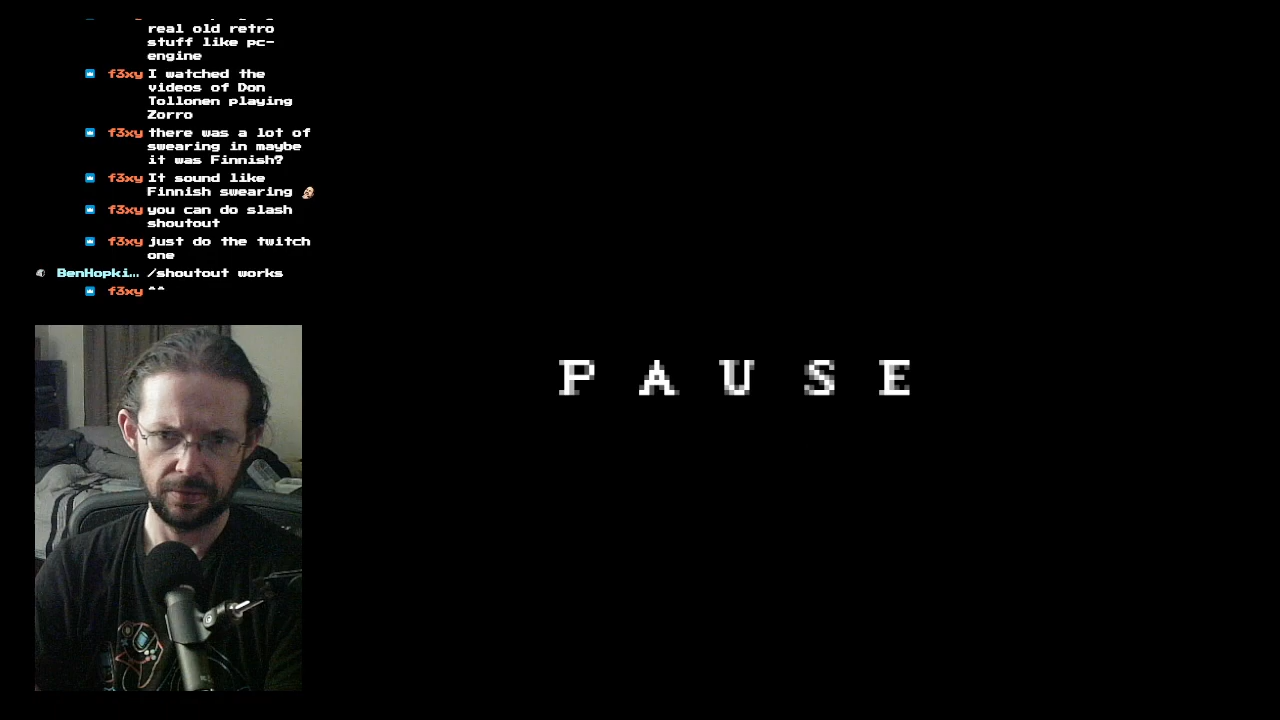 real old retro
stuff like pc-
engine
f3xy I watched the
videos of Don
Tollonen playing
Zorro
f3xy there was a lot of
swearing in maybe
it was Finnish?
f3xy It sound like
Finnish swearing
f3xy you can do slash
shoutout
f3xy just do the twitch
one
BenHopki... /shoutout works
f3xy ^^
P A U S E